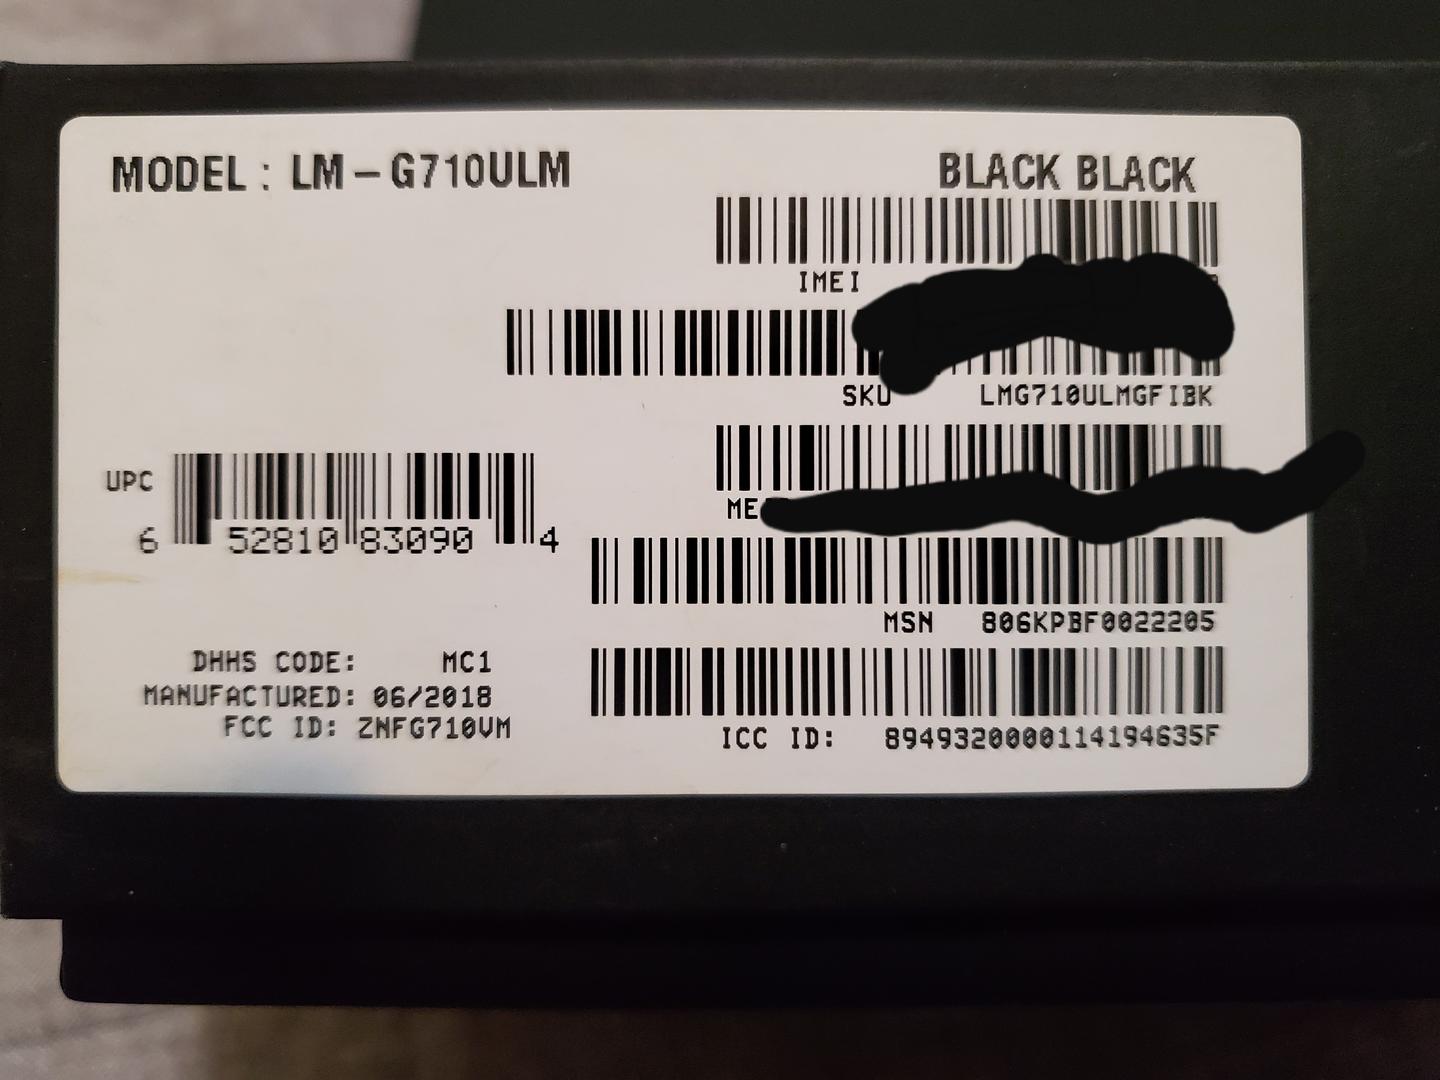 MODEL : LM-G710ULM
BLACK BLACK
IMEI
SKU LMG710ULMGFIBK
UPC
6 52810 83090 4
MSN 806KPBF0022205
DHHS CODE: MC1
MANUFACTURED: 06/2018
FCC ID: ZNFG710VM
ICC ID: 8949320000114194635F